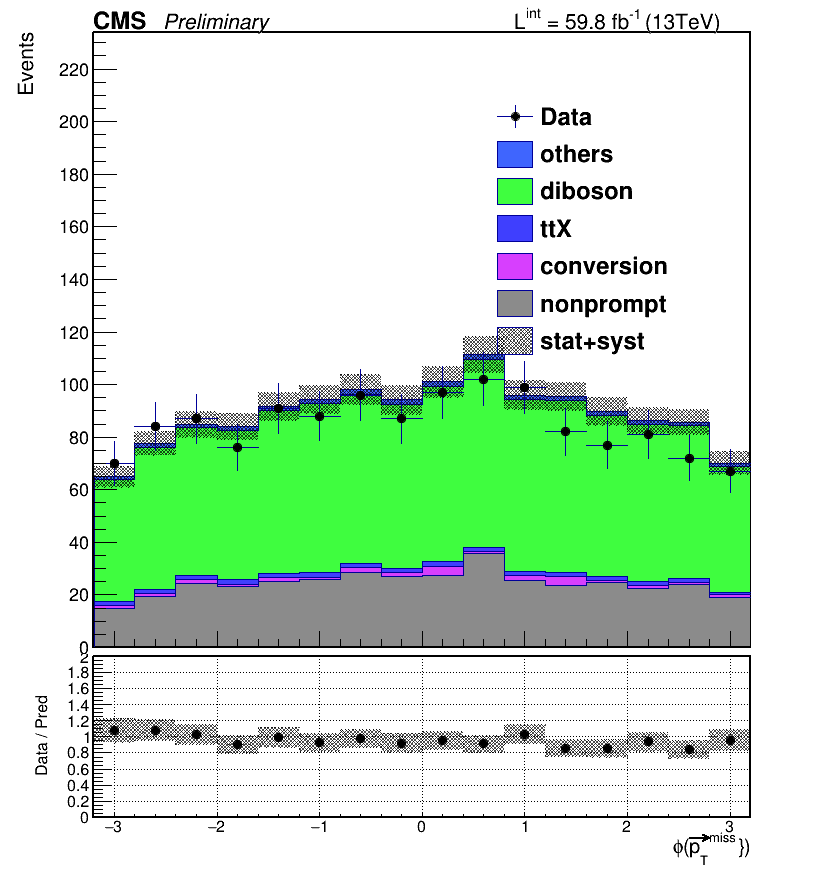 CMS Preliminary L^int = 59.8 fb^-1 (13TeV)
Events
220
200
180
160
140
120
100
80
60
40
20
0
Data
others
diboson
ttX
conversion
nonprompt
stat+syst
Data / Pred
2
1.8
1.6
1.4
1.2
1
0.8
0.6
0.4
0.2
0
−3 −2 −1 0 1 2 3
ϕ(p_T^miss})